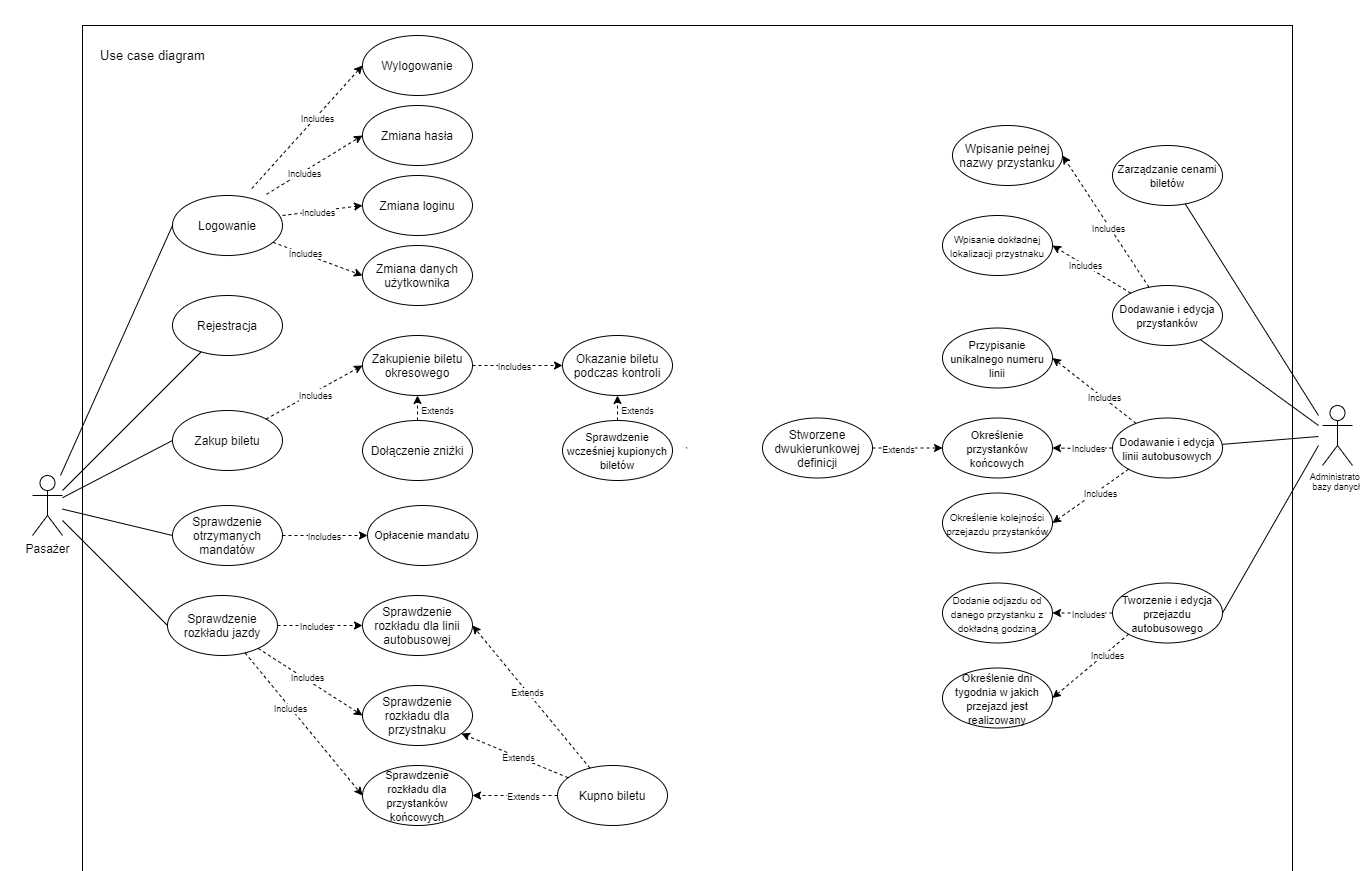 Use case diagram
Wylogowanie
Includes
Zmiana hasła
Includes
Zmiana loginu
Includes
Logowanie
Includes
Zmiana danych
użytkownika
Rejestracja
Zakupienie biletu
okresowego
Includes
Okazanie biletu
podczas kontroli
Includes
Extends
Extends
Zakup biletu
Dołączenie zniżki
Sprawdzenie
wcześniej kupionych
biletów
Pasażer
Sprawdzenie
otrzymanych
mandatów
Includes
Opłacenie mandatu
Sprawdzenie
rozkładu jazdy
Includes
Sprawdzenie
rozkładu dla linii
autobusowej
Includes
Includes
Extends
Sprawdzenie
rozkładu dla
przystnaku
Extends
Sprawdzenie
rozkładu dla
przystanków
końcowych
Extends
Kupno biletu
Wpisanie pełnej
nazwy przystanku
Zarządzanie cenami
biletów
Includes
Wpisanie dokładnej
lokalizacji przystnaku
Includes
Dodawanie i edycja
przystanków
Przypisanie
unikalnego numeru
linii
Includes
Stworzene
dwukierunkowej
definicji
Extends
Określenie
przystanków
końcowych
Includes
Dodawanie i edycja
linii autobusowych
Includes
Określenie kolejności
przejazdu przystanków
Administrato
bazy danych
Dodanie odjazdu od
danego przystanku z
dokładną godziną
Includes
Tworzenie i edycja
przejazdu
autobusowego
Includes
Określenie dni
tygodnia w jakich
przejazd jest
realizowany